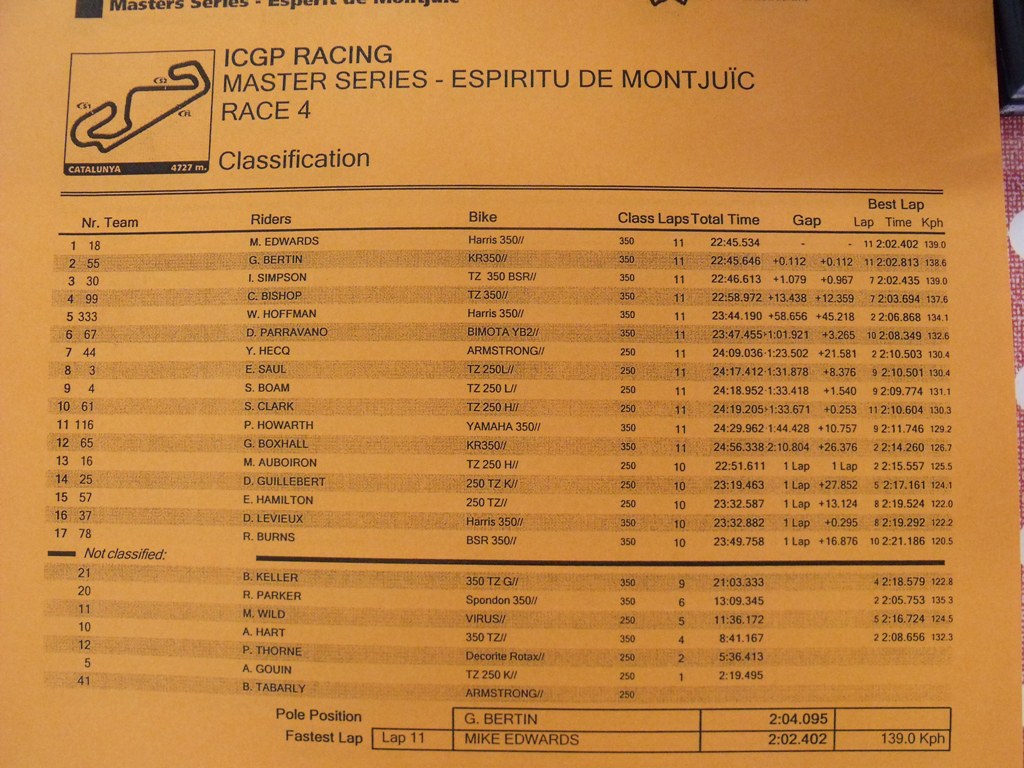 Masters Series - Esperit de Montjuïc
ICGP RACING
MASTER SERIES - ESPIRITU DE MONTJUÏC
RACE 4
CATALUNYA 4727 m.
Classification
Best Lap
Nr. Team Riders Bike Class Laps Total Time Gap Lap Time Kph
1 18 M. EDWARDS Harris 350// 350 11 22:45.534 - - 11 2:02.402 139.0
2 55 G. BERTIN KR350// 350 11 22:45.646 +0.112 +0.112 11 2:02.813 138.6
3 30 I. SIMPSON TZ 350 BSR// 350 11 22:46.613 +1.079 +0.967 7 2:02.435 139.0
4 99 C. BISHOP TZ 350// 350 11 22:58.972 +13.438 +12.359 7 2:03.694 137.6
5 333 W. HOFFMAN Harris 350// 350 11 23:44.190 +58.656 +45.218 2 2:06.868 134.1
6 67 D. PARRAVANO BIMOTA YB2// 350 11 23:47.455 +1:01.921 +3.265 10 2:08.349 132.6
7 44 Y. HECQ ARMSTRONG// 250 11 24:09.036 1:23.502 +21.581 2 2:10.503 130.4
8 3 E. SAUL TZ 250L// 250 11 24:17.412 1:31.878 +8.376 9 2:10.501 130.4
9 4 S. BOAM TZ 250 L// 250 11 24:18.952 1:33.418 +1.540 9 2:09.774 131.1
10 61 S. CLARK TZ 250 H// 250 11 24:19.205 1:33.671 +0.253 11 2:10.604 130.3
11 116 P. HOWARTH YAMAHA 350// 350 11 24:29.962 1:44.428 +10.757 9 2:11.746 129.2
12 65 G. BOXHALL KR350// 350 11 24:56.338 2:10.804 +26.376 2 2:14.260 126.7
13 16 M. AUBOIRON TZ 250 H// 250 10 22:51.611 1 Lap 1 Lap 2 2:15.557 125.5
14 25 D. GUILLEBERT 250 TZ K// 250 10 23:19.463 1 Lap +27.852 5 2:17.161 124.1
15 57 E. HAMILTON 250 TZ// 250 10 23:32.587 1 Lap +13.124 8 2:19.524 122.0
16 37 D. LEVIEUX Harris 350// 350 10 23:32.882 1 Lap +0.295 8 2:19.292 122.2
17 78 R. BURNS BSR 350// 350 10 23:49.758 1 Lap +16.876 10 2:21.186 120.5
Not classified:
21 B. KELLER 350 TZ G// 350 9 21:03.333 4 2:18.579 122.8
20 R. PARKER Spondon 350// 350 6 13:09.345 2 2:05.753 135.3
11 M. WILD VIRUS// 250 5 11:36.172 5 2:16.724 124.5
10 A. HART 350 TZ// 350 4 8:41.167 2 2:08.656 132.3
12 P. THORNE Decorite Rotax// 250 2 5:36.413
5 A. GOUIN TZ 250 K// 250 1 2:19.495
41 B. TABARLY ARMSTRONG// 250
Pole Position G. BERTIN 2:04.095
Fastest Lap Lap 11 MIKE EDWARDS 2:02.402 139.0 Kph